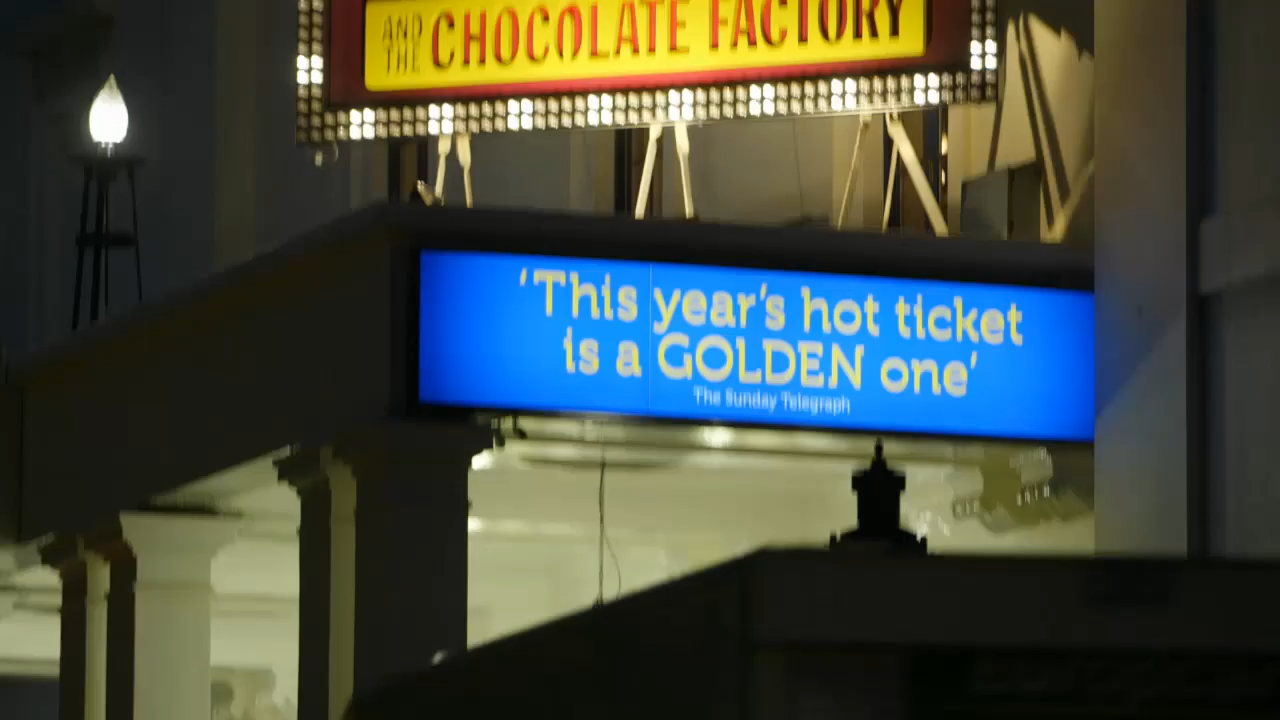 AND THE CHOCOLATE FACTORY
‘This year’s hot ticket
is a GOLDEN one’
The Sunday Telegraph